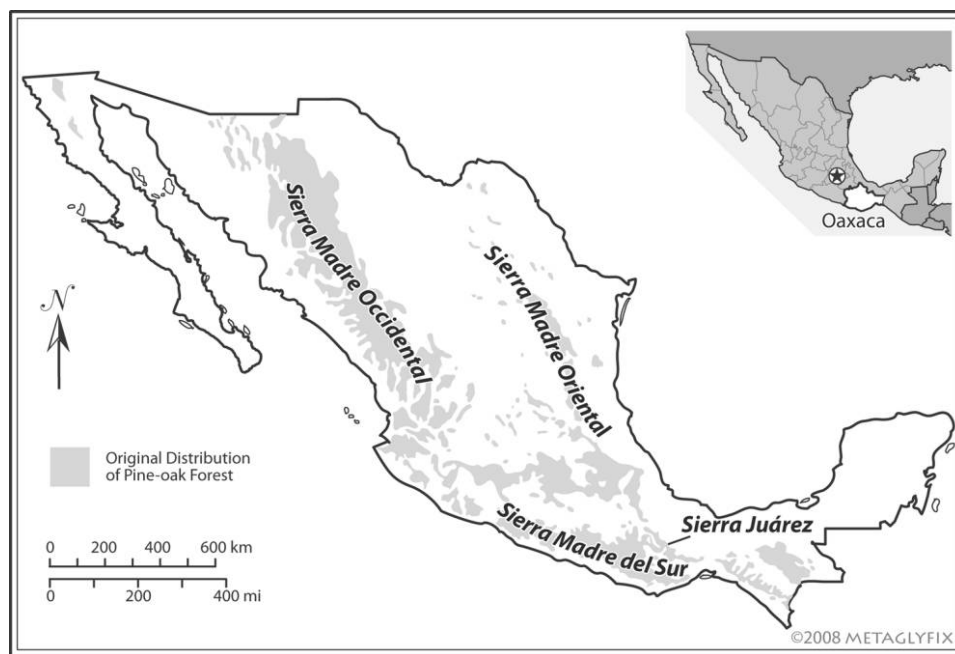 Oaxaca
Sierra Madre Occidental
Sierra Madre Oriental
N
Original Distribution
of Pine-oak Forest
Sierra Juárez
Sierra Madre del Sur
0 200 400 600 km
0 200 400 mi
©2008 METAGLYFIX